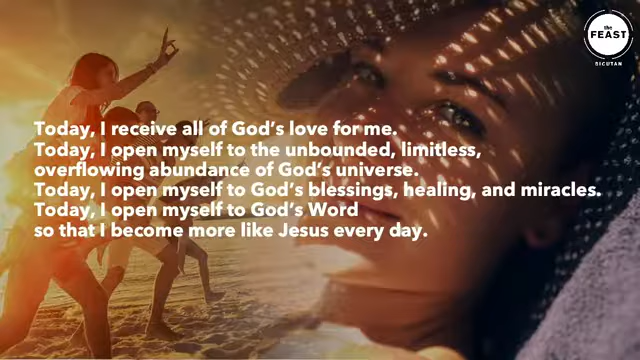 the
FEAST
BICUTAN
Today, I receive all of God's love for me.
Today, I open myself to the unbounded, limitless,
overflowing abundance of God's universe.
Today, I open myself to God's blessings, healing, and miracles.
Today, I open myself to God's Word
so that I become more like Jesus every day.